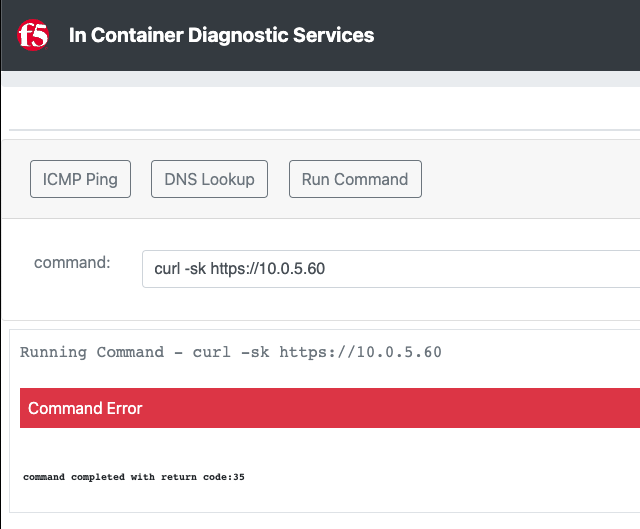 f5 In Container Diagnostic Services
ICMP Ping DNS Lookup Run Command
command: curl -sk https://10.0.5.60
Running Command - curl -sk https://10.0.5.60
Command Error
command completed with return code:35